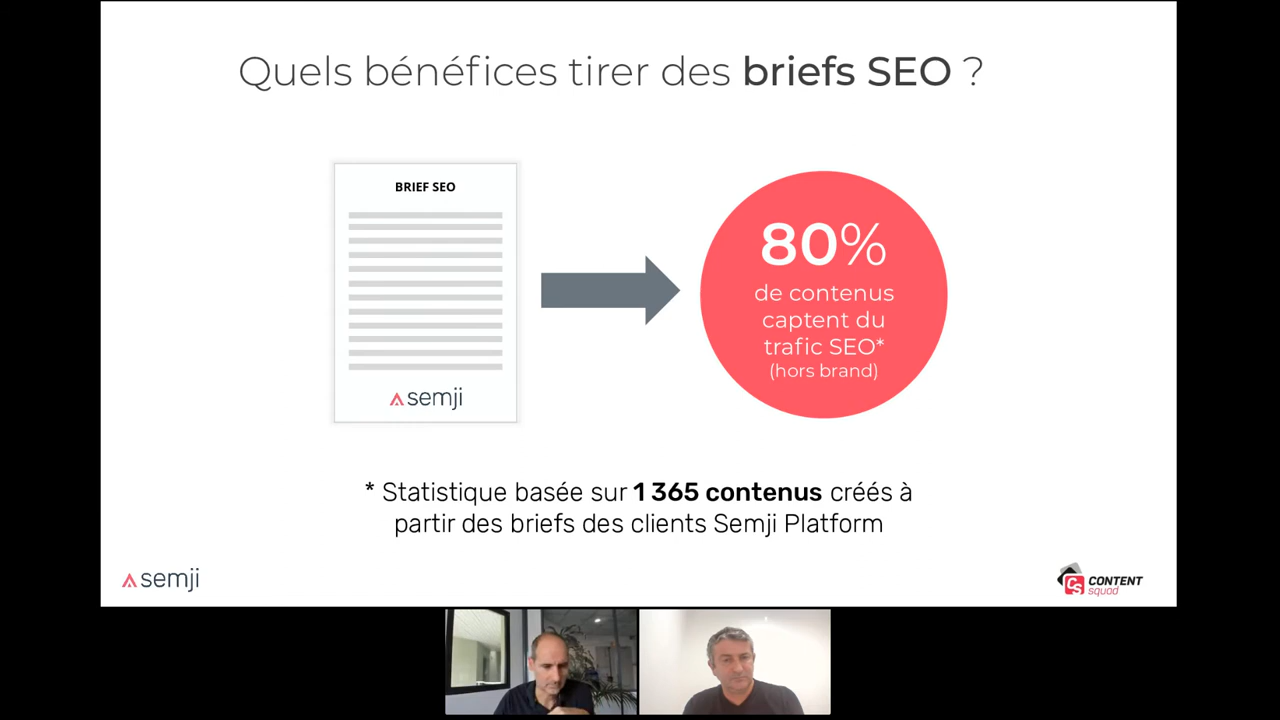 Quels bénéfices tirer des briefs SEO ?
BRIEF SEO
semji
80%
de contenus
captent du
trafic SEO*
(hors brand)
* Statistique basée sur 1 365 contenus créés à
partir des briefs des clients Semji Platform
semji
CS CONTENT
squad